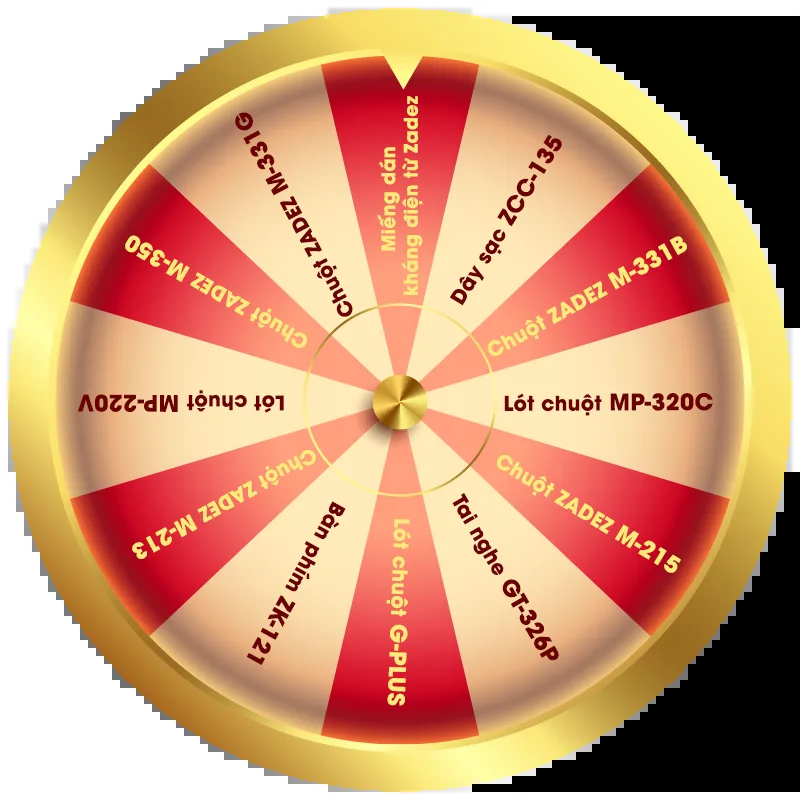 Miếng dán
kháng điện từ Zadez
Dây sạc ZCC-135
Chuột ZADEZ M-331B
Lót chuột MP-320C
Chuột ZADEZ M-215
Tai nghe GT-326P
Lót chuột G-PLUS
Bàn phím ZK-121
Chuột ZADEZ M-213
Lót chuột MP-220V
Chuột ZADEZ M-350
Chuột ZADEZ M-331G